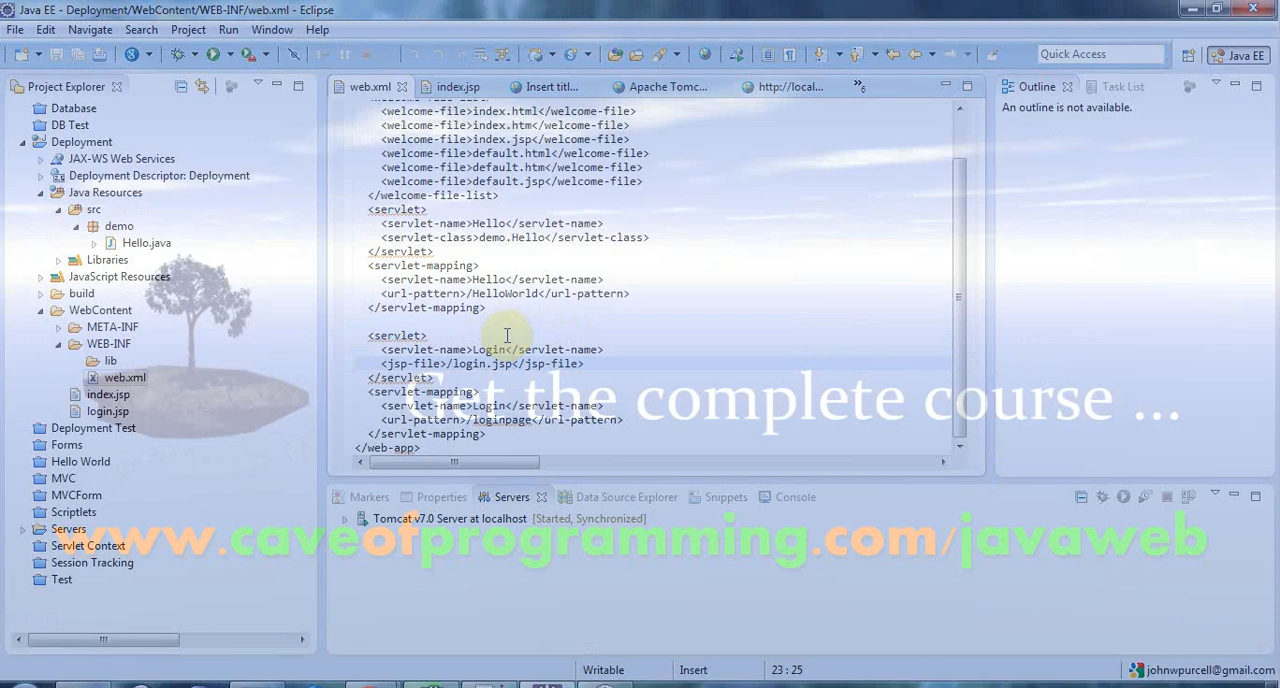 Java EE - Deployment/WebContent/WEB-INF/web.xml - Eclipse
File Edit Navigate Search Project Run Window Help
Quick Access
Java EE
Project Explorer
Database
DB Test
Deployment
JAX-WS Web Services
Deployment Descriptor: Deployment
Java Resources
src
demo
Hello.java
Libraries
JavaScript Resources
build
WebContent
META-INF
WEB-INF
lib
web.xml
index.jsp
login.jsp
Deployment Test
Forms
Hello World
MVC
MVCForm
Scriptlets
Servers
Servlet Context
Session Tracking
Test
web.xml index.jsp Insert titl... Apache Tomc... http://local... »6
<welcome-file>index.html</welcome-file>
<welcome-file>index.htm</welcome-file>
<welcome-file>index.jsp</welcome-file>
<welcome-file>default.html</welcome-file>
<welcome-file>default.htm</welcome-file>
<welcome-file>default.jsp</welcome-file>
</welcome-file-list>
<servlet>
<servlet-name>Hello</servlet-name>
<servlet-class>demo.Hello</servlet-class>
</servlet>
<servlet-mapping>
<servlet-name>Hello</servlet-name>
<url-pattern>/HelloWorld</url-pattern>
</servlet-mapping>
<servlet>
<servlet-name>Login</servlet-name>
<jsp-file>/login.jsp</jsp-file>
</servlet>
<servlet-mapping>
<servlet-name>Login</servlet-name>
<url-pattern>/loginpage</url-pattern>
</servlet-mapping>
</web-app>
Outline Task List
An outline is not available.
Get the complete course ...
Markers Properties Servers Data Source Explorer Snippets Console
Tomcat v7.0 Server at localhost [Started, Synchronized]
www.caveofprogramming.com/javaweb
Writable Insert 23 : 25 johnwpurcell@gmail.com